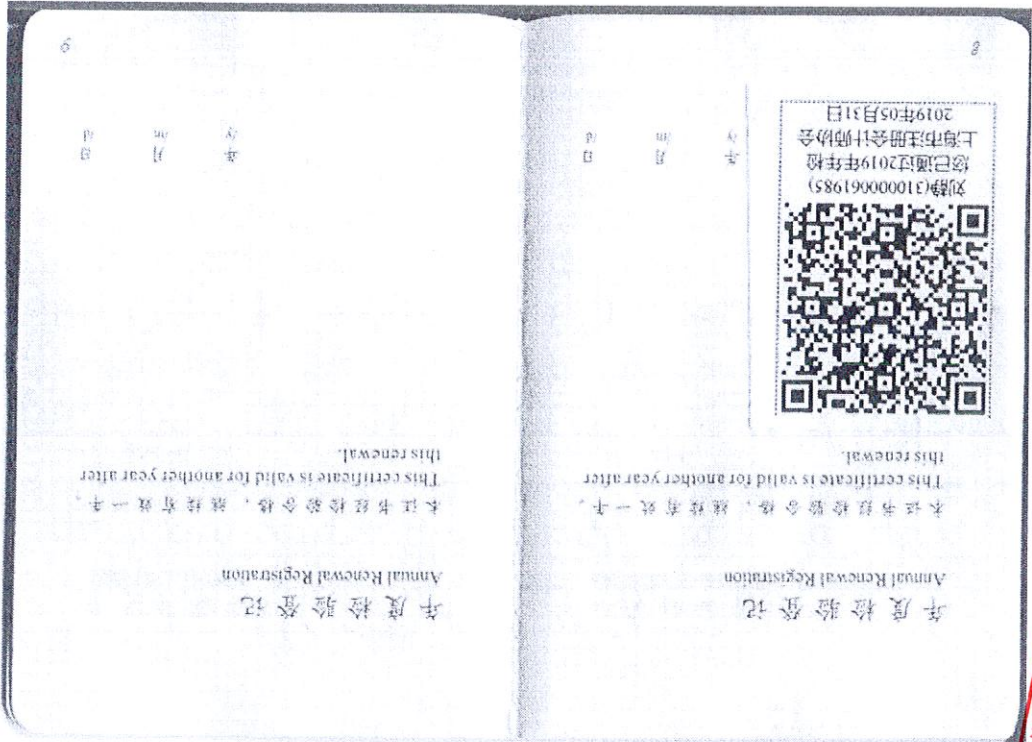 年度检验登记
Annual Renewal Registration
本证书经检验合格，继续有效一年。
This certificate is valid for another year after
this renewal.
刘静(310000061985)
您已通过2019年年检
上海市注册会计师协会
2019年05月31日
年 月 日
/y /m /d
8
年度检验登记
Annual Renewal Registration
本证书经检验合格，继续有效一年。
This certificate is valid for another year after
this renewal.
年 月 日
/y /m /d
9